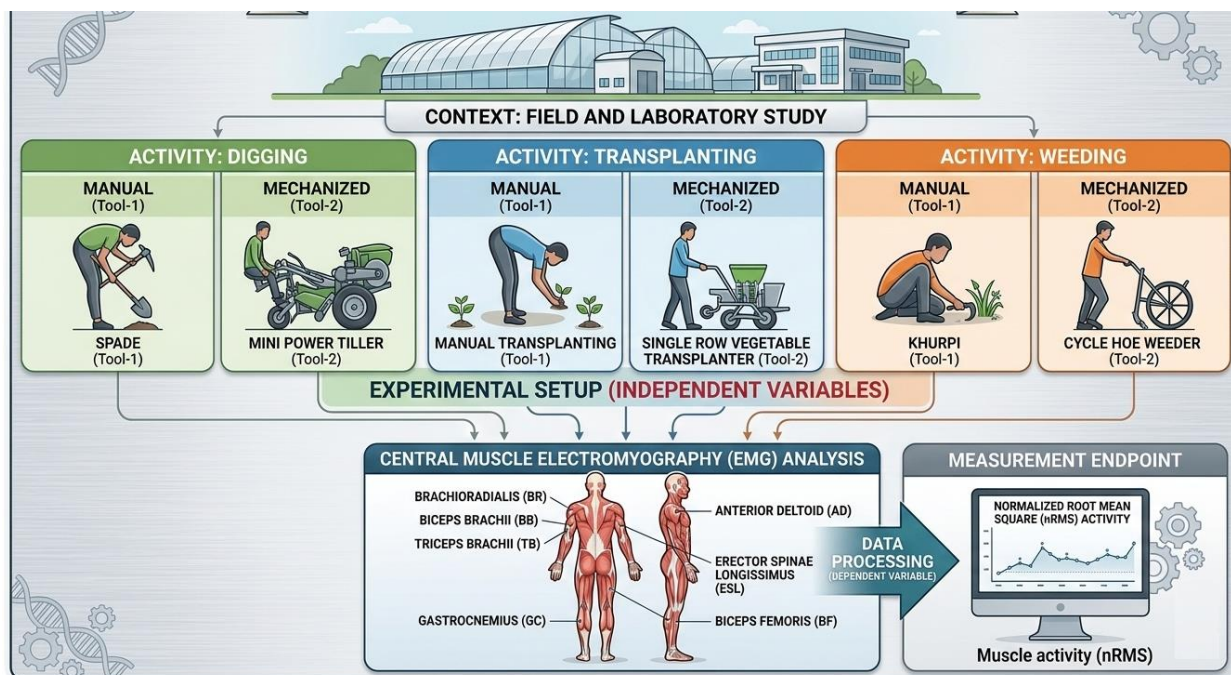 CONTEXT: FIELD AND LABORATORY STUDY
ACTIVITY: DIGGING
MANUAL
(Tool-1)
SPADE
(Tool-1)
MECHANIZED
(Tool-2)
MINI POWER TILLER
(Tool-2)
ACTIVITY: TRANSPLANTING
MANUAL
(Tool-1)
MANUAL TRANSPLANTING
(Tool-1)
MECHANIZED
(Tool-2)
SINGLE ROW VEGETABLE
TRANSPLANTER (Tool-2)
ACTIVITY: WEEDING
MANUAL
(Tool-1)
KHURPI
(Tool-1)
MECHANIZED
(Tool-2)
CYCLE HOE WEEDER
(Tool-2)
EXPERIMENTAL SETUP (INDEPENDENT VARIABLES)
CENTRAL MUSCLE ELECTROMYOGRAPHY (EMG) ANALYSIS
BRACHIORADIALIS (BR)
BICEPS BRACHII (BB)
TRICEPS BRACHII (TB)
GASTROCNEMIUS (GC)
ANTERIOR DELTOID (AD)
ERECTOR SPINAE
LONGISSIMUS
(ESL)
BICEPS FEMORIS (BF)
DATA
PROCESSING
(DEPENDENT VARIABLE)
MEASUREMENT ENDPOINT
NORMALIZED ROOT MEAN
SQUARE (nRMS) ACTIVITY
Muscle activity (nRMS)